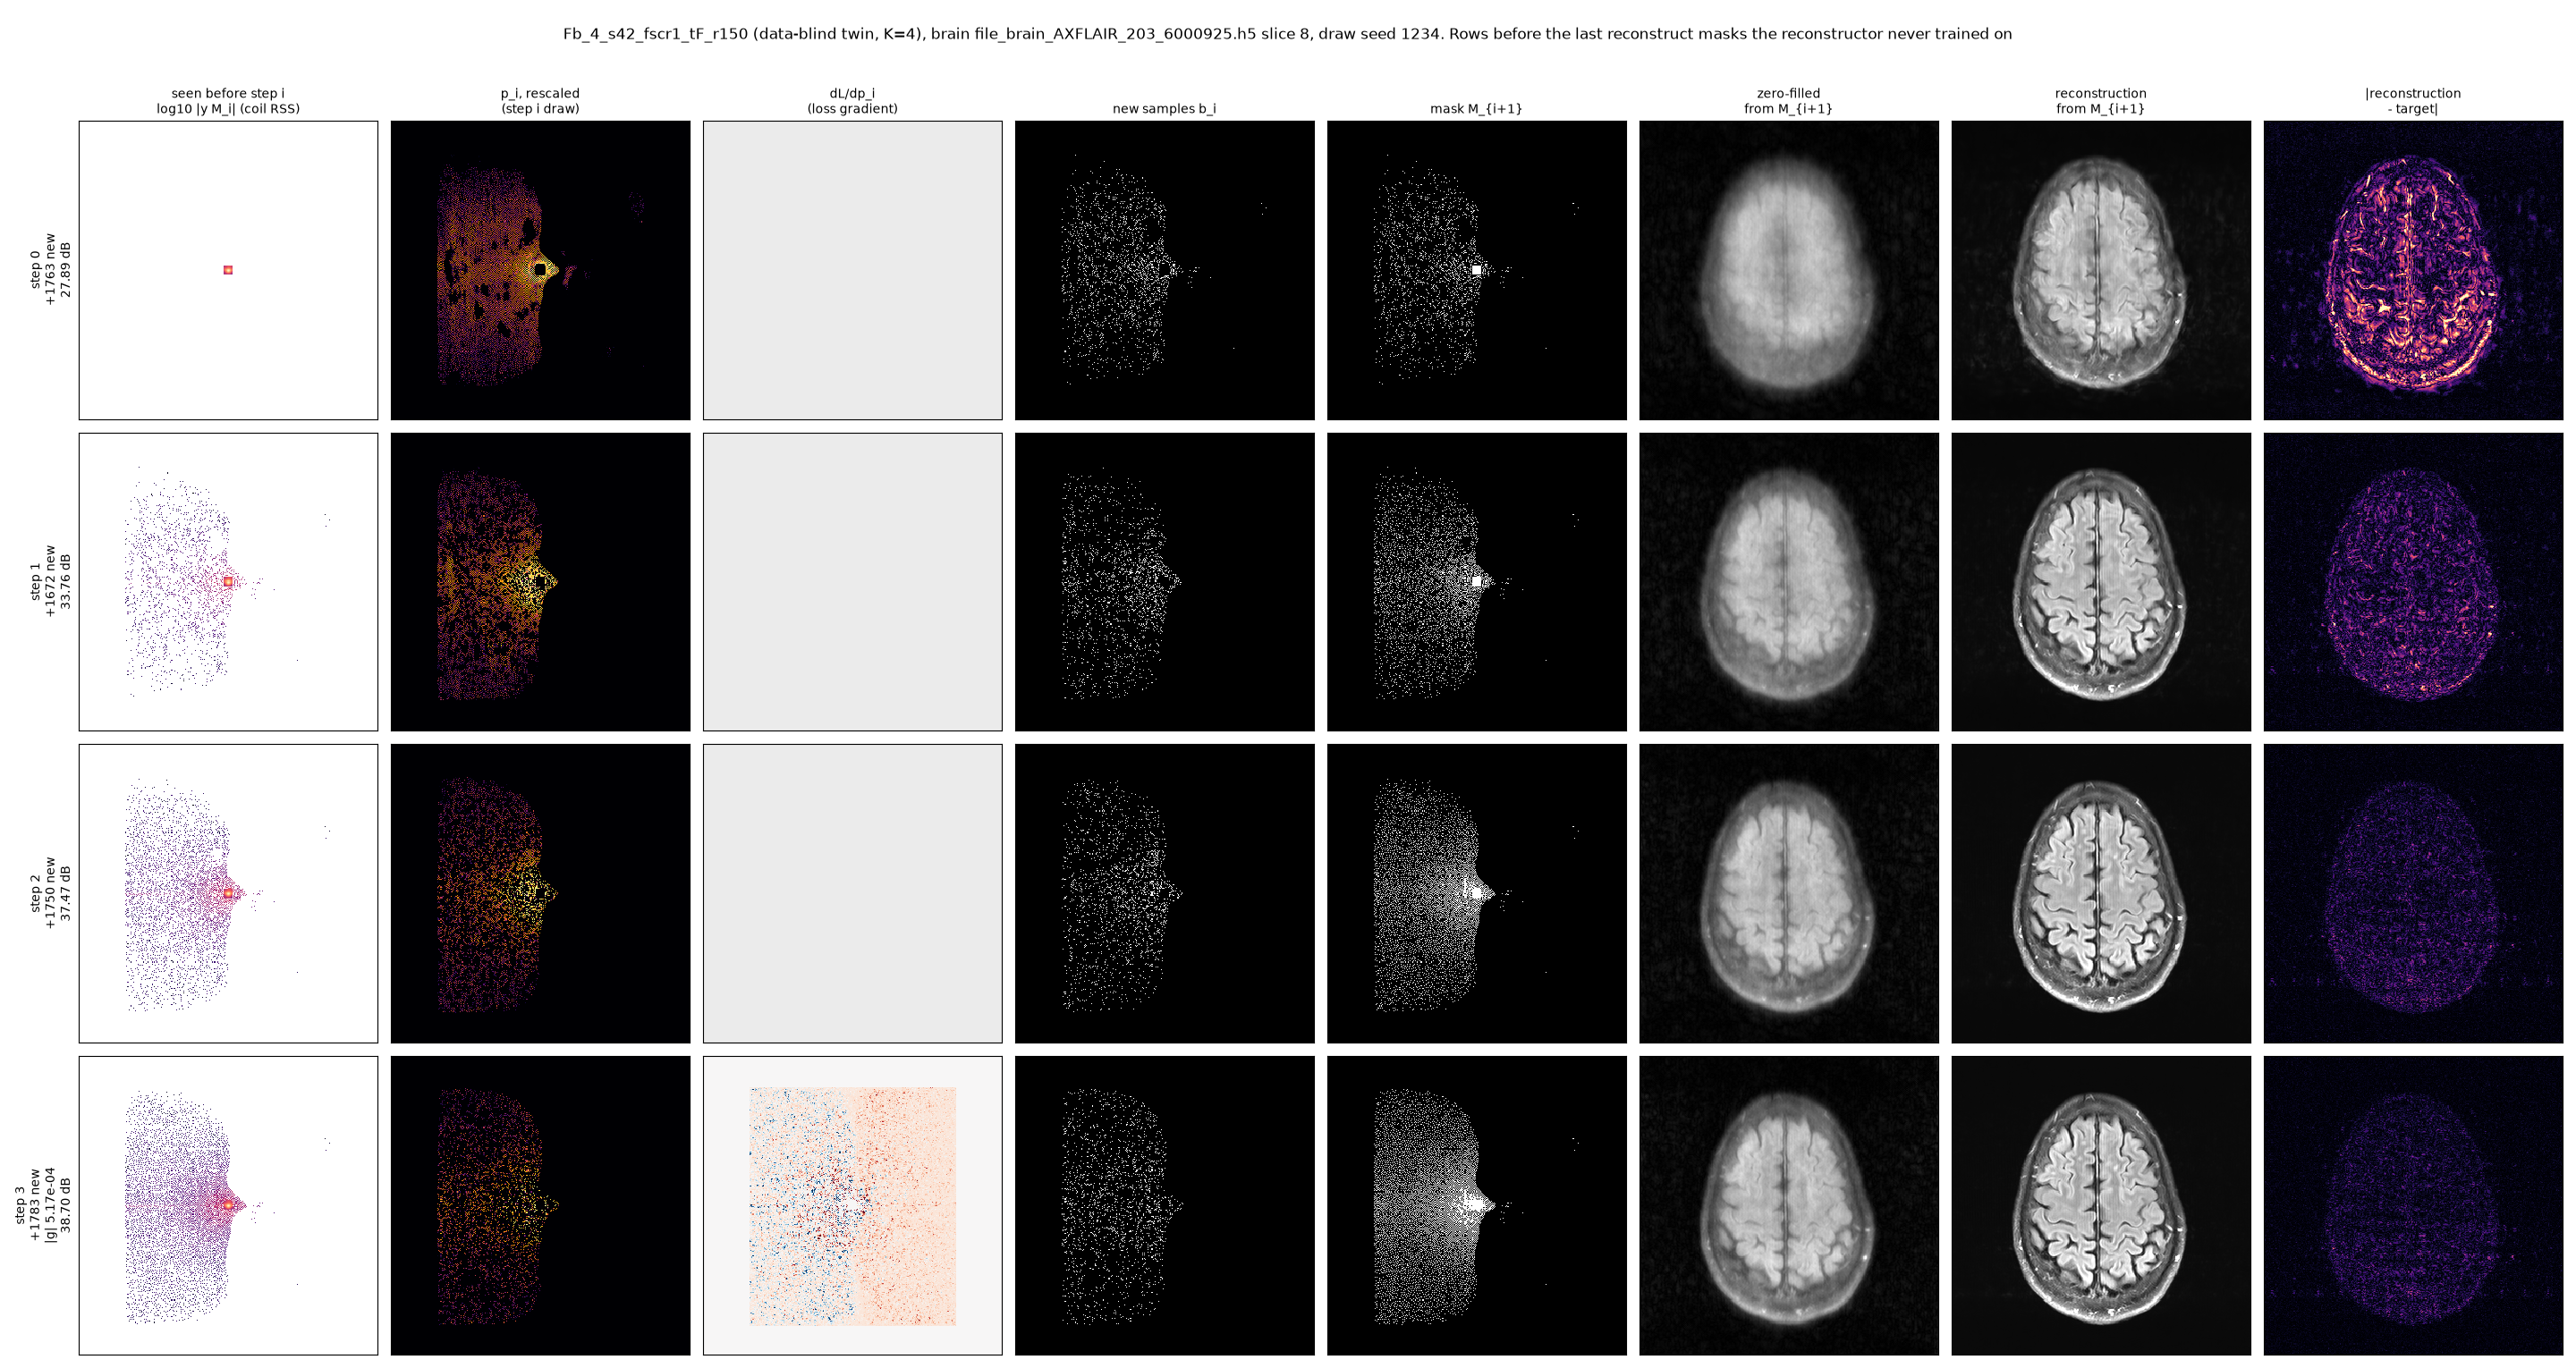 Fb_4_s42_fscr1_tF_r150 (data-blind twin, K=4), brain file_brain_AXFLAIR_203_6000925.h5 slice 8, draw seed 1234. Rows before the last reconstruct masks the reconstructor never trained on
seen before step i
log10 |y M_i| (coil RSS)
p_i, rescaled
(step i draw)
dL/dp_i
(loss gradient)
new samples b_i
mask M_{i+1}
zero-filled
from M_{i+1}
reconstruction
from M_{i+1}
|reconstruction
- target|
step 0
+1763 new
27.89 dB
step 1
+1672 new
33.76 dB
step 2
+1750 new
37.47 dB
step 3
+1783 new
|g| 5.17e-04
38.70 dB